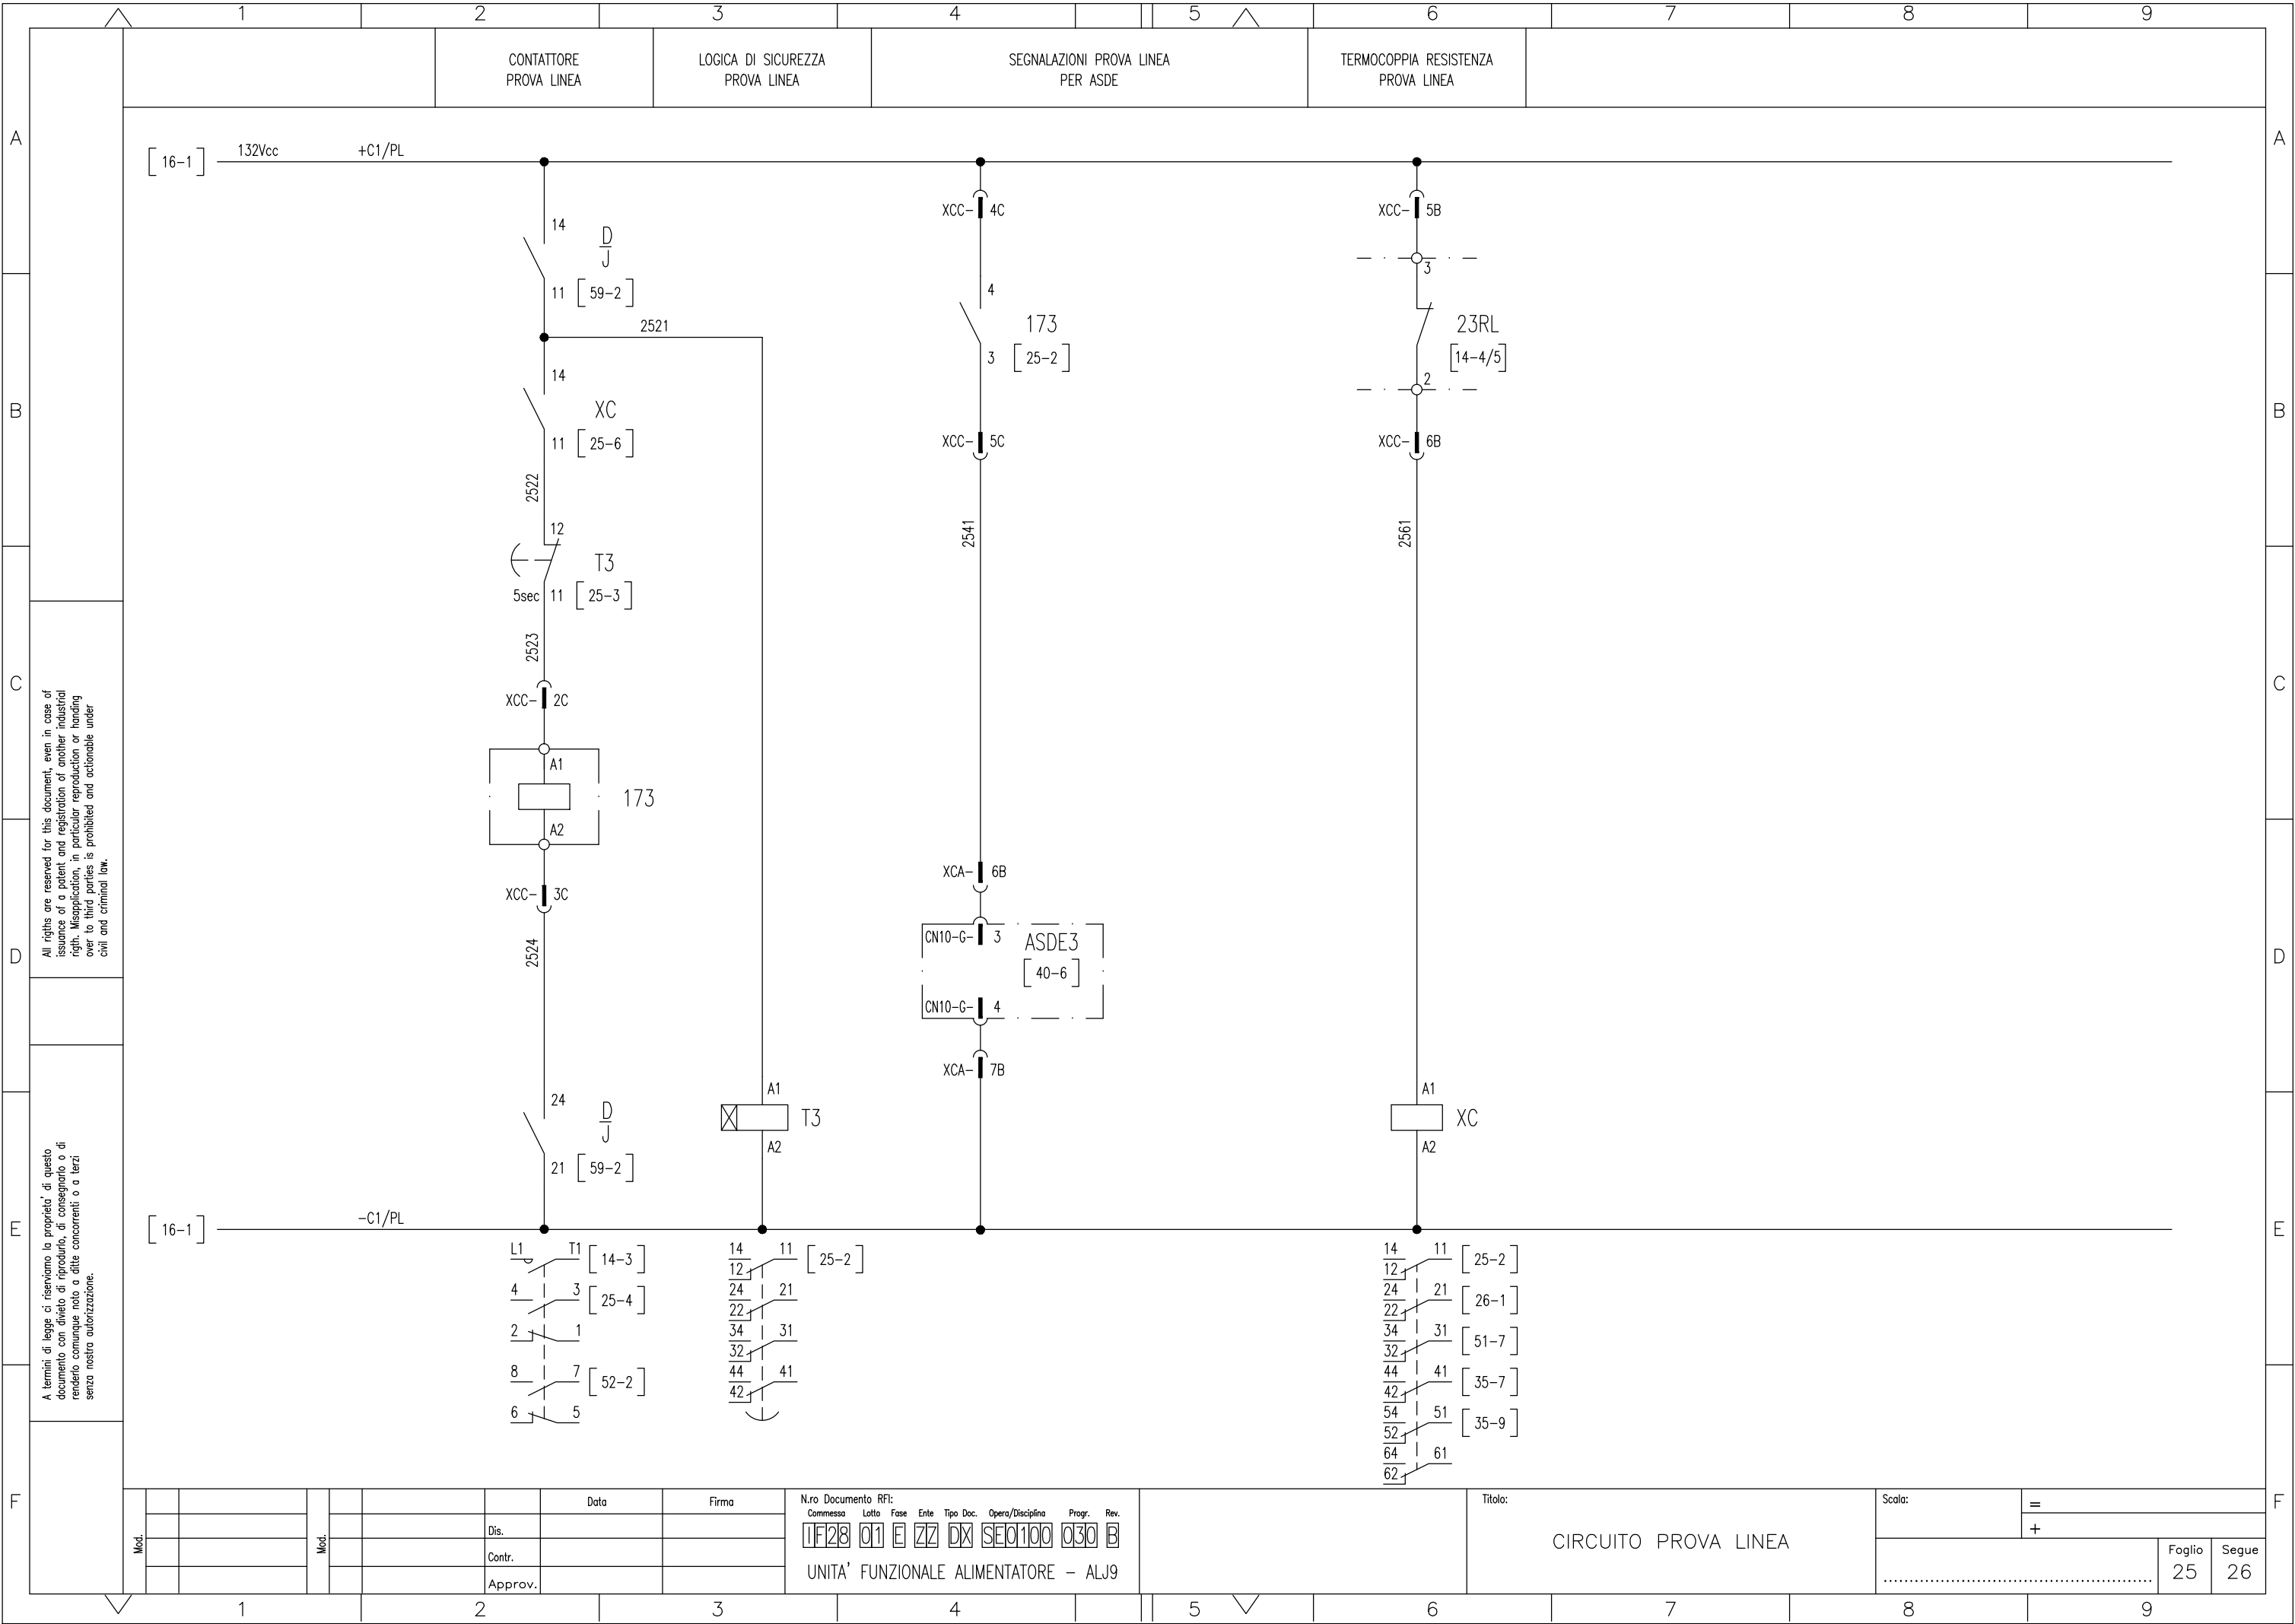 1 2 3 4 5 6 7 8 9
CONTATTORE
PROVA LINEA
LOGICA DI SICUREZZA
PROVA LINEA
SEGNALAZIONI PROVA LINEA
PER ASDE
TERMOCOPPIA RESISTENZA
PROVA LINEA
A
A
16-1 132Vcc +C1/PL
XCC- 4C
XCC- 5B
14
D
J
3
11 59-2
4
2521
173
23RL
3 25-2
14-4/5
14
2
XC
B
B
11 25-6
XCC- 5C
XCC- 6B
2522
12
2541
2561
T3
5sec 11 25-3
2523
C
C
XCC- 2C
A1
173
A2
XCC- 3C
XCA- 6B
2524
CN10-G- 3 ASDE3
40-6
D
D
CN10-G- 4
XCA- 7B
24
D
J
A1
T3
A2
A1
XC
A2
21 59-2
E
E
16-1 -C1/PL
L1 T1 14-3
4 3 25-4
2 1
8 7 52-2
6 5
14 11 25-2
12
24 21
22
34 31
32
44 41
42
14 11 25-2
12
24 21 26-1
22
34 31 51-7
32
44 41 35-7
42
54 51 35-9
52
64 61
62
F
F
All rigths are reserved for this document, even in case of
issuance of a patent and registration of another industrial
rigth. Misapplication, in particular reproduction or handing
over to third parties is prohibited and actionable under
civil and criminal law.
A termini di legge ci riserviamo la proprieta' di questo
documento con divieto di riprodurlo, di consegnarlo o di
renderlo comunque noto a ditte concorrenti o a terzi
senza nostra autorizzazione.
Mod.
Mod.
Data Firma
Dis.
Contr.
Approv.
N.ro Documento RFI:
Commessa Lotto Fase Ente Tipo Doc. Opera/Disciplina Progr. Rev.
IF28 01 E ZZ DX SE0100 030 B
UNITA' FUNZIONALE ALIMENTATORE - ALJ9
Titolo:
CIRCUITO PROVA LINEA
Scala:
=
+
Foglio
25
Segue
26
1 2 3 4 5 6 7 8 9